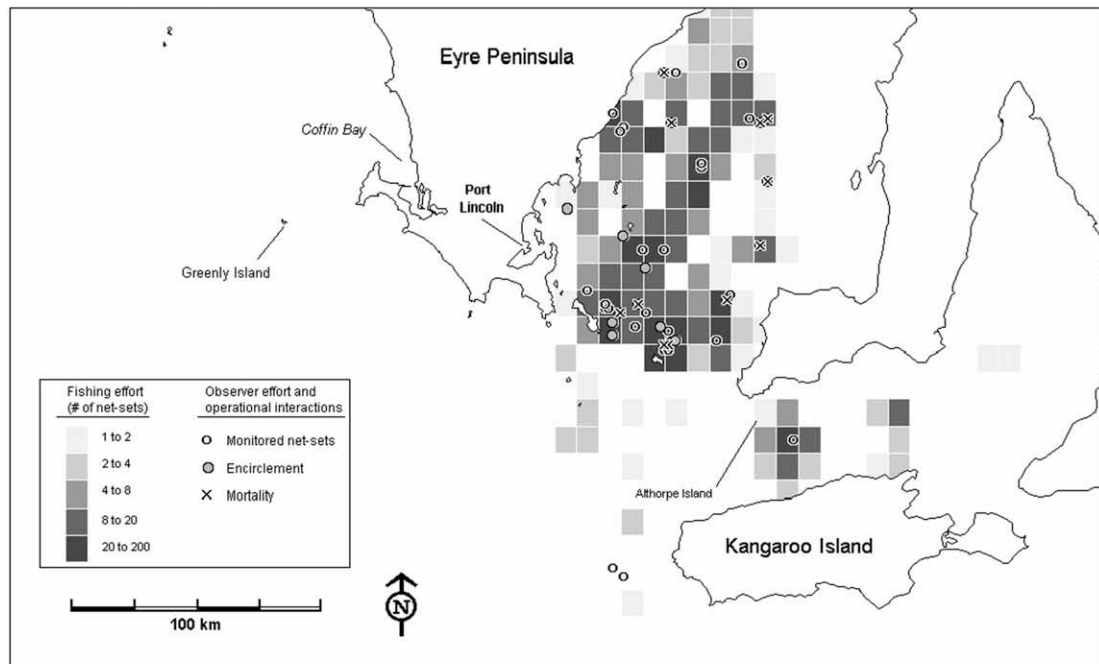 Eyre Peninsula
Coffin Bay
Port
Lincoln
Greenly Island
Fishing effort
(# of net-sets)
1 to 2
2 to 4
4 to 8
8 to 20
20 to 200
Observer effort and
operational interactions
Monitored net-sets
Encirclement
Mortality
Althorpe Island
Kangaroo Island
100 km
N